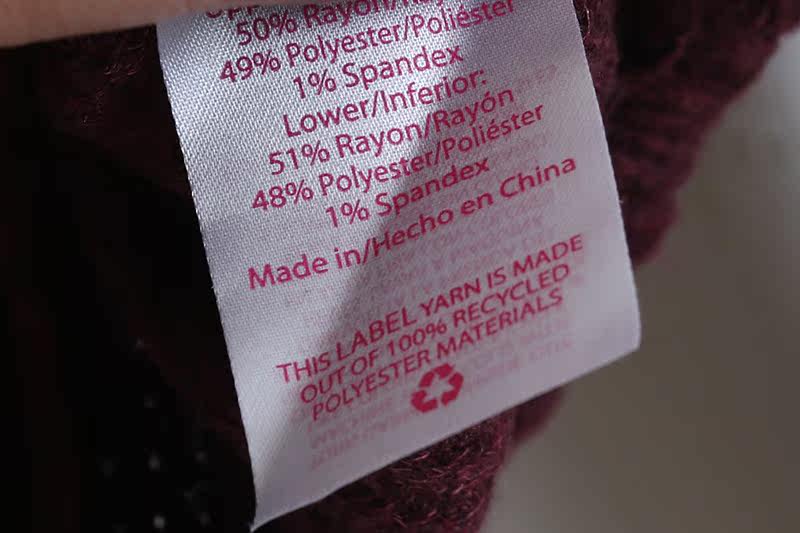 50% Rayon/Rayón
49% Polyester/Poliéster
1% Spandex
Lower/Inferior:
51% Rayon/Rayón
48% Polyester/Poliéster
1% Spandex
Made in/Hecho en China
THIS LABEL YARN IS MADE
OUT OF 100% RECYCLED
POLYESTER MATERIALS